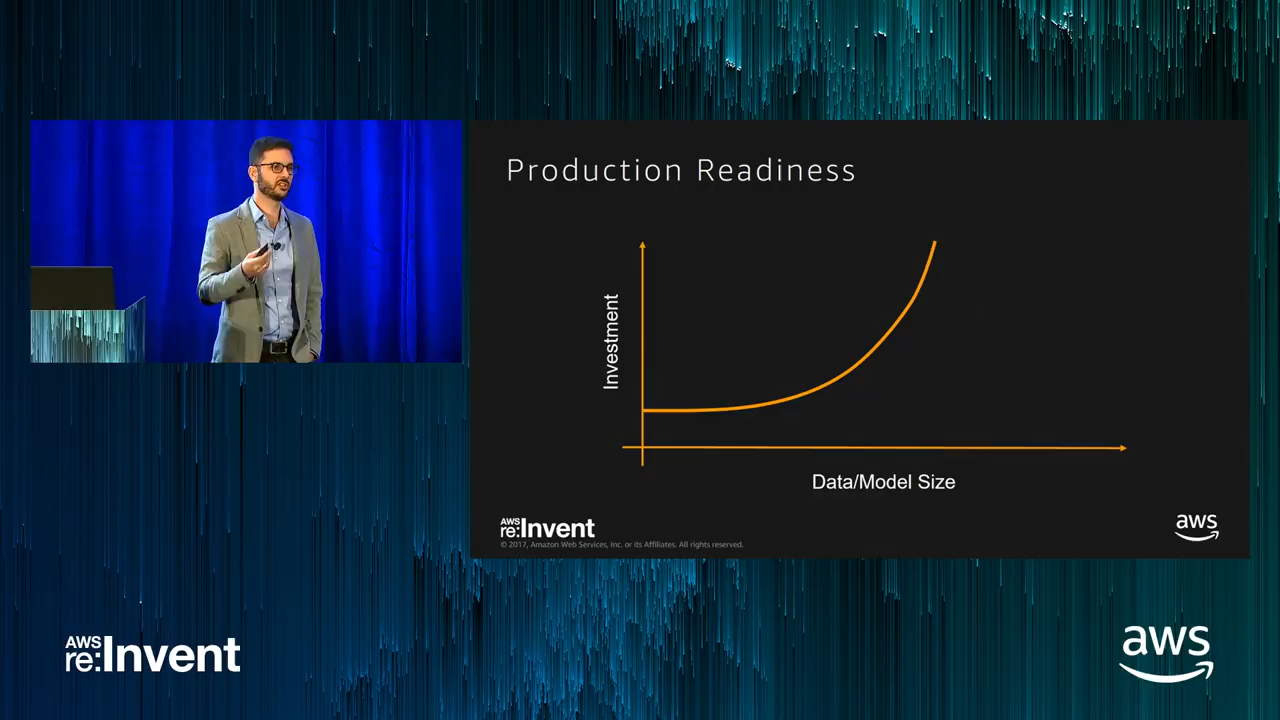 Production Readiness
Investment
Data/Model Size
AWS
re:Invent
© 2017, Amazon Web Services, Inc. or its Affiliates. All rights reserved.
aws
AWS
re:Invent
aws